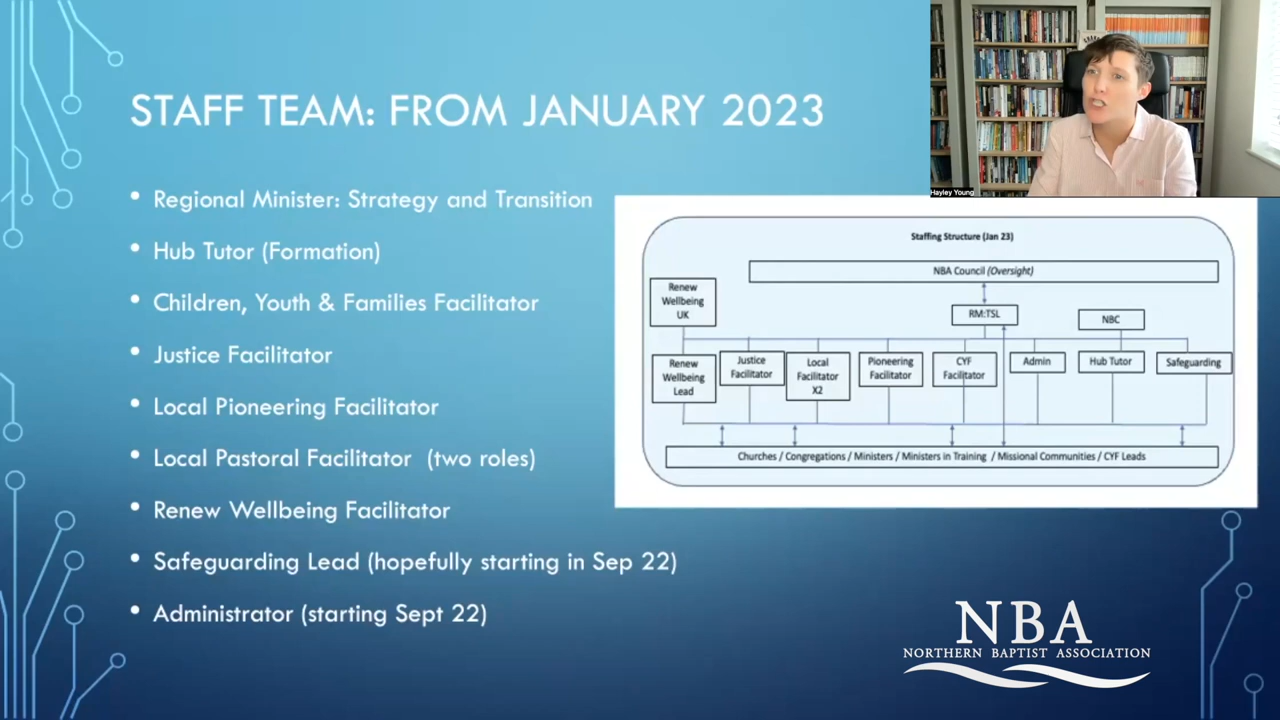 STAFF TEAM: FROM JANUARY 2023
• Regional Minister: Strategy and Transition
• Hub Tutor (Formation)
• Children, Youth & Families Facilitator
• Justice Facilitator
• Local Pioneering Facilitator
• Local Pastoral Facilitator (two roles)
• Renew Wellbeing Facilitator
• Safeguarding Lead (hopefully starting in Sep 22)
• Administrator (starting Sept 22)
Hayley Young
Staffing Structure (Jan 23)
NBA Council (Oversight)
Renew
Wellbeing
UK
RM:TSL
NBC
Renew
Wellbeing
Lead
Justice
Facilitator
Local
Facilitator
X2
Pioneering
Facilitator
CYF
Facilitator
Admin
Hub Tutor
Safeguarding
Churches / Congregations / Ministers / Ministers in Training / Missional Communities / CYF Leads
NBA
NORTHERN BAPTIST ASSOCIATION